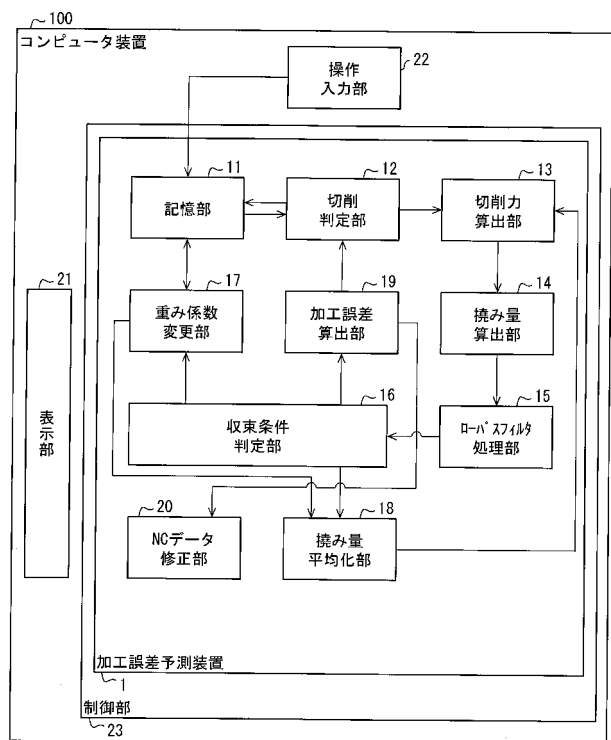 100
コンピュータ装置
操作
入力部
22
11
記憶部
12
切削
判定部
13
切削力
算出部
21
表示部
17
重み係数
変更部
19
加工誤差
算出部
14
撓み量
算出部
16
収束条件
判定部
15
ローパスフィルタ
処理部
20
NCデータ
修正部
18
撓み量
平均化部
加工誤差予測装置
1
制御部
23